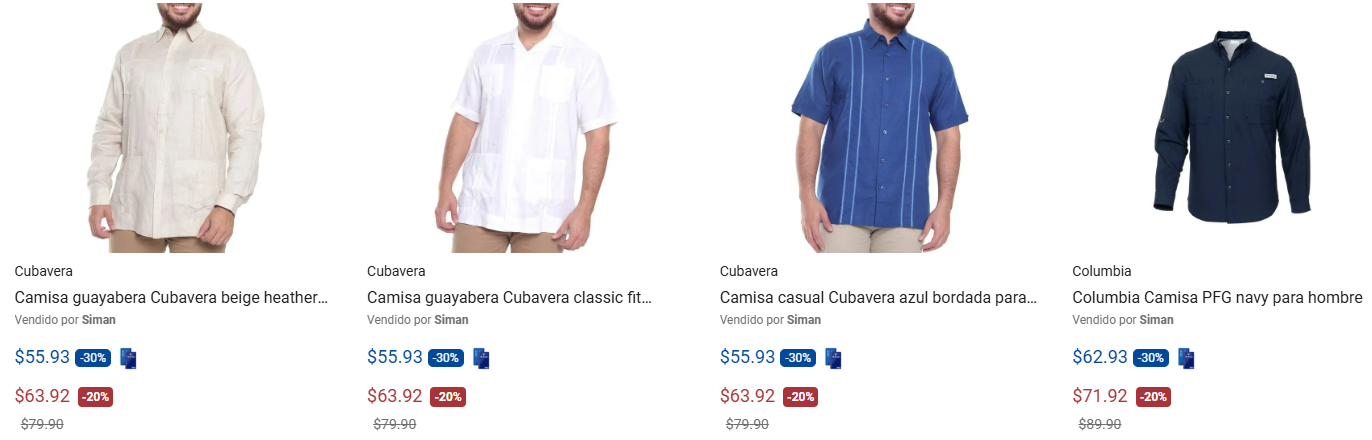 Cubavera
Camisa guayabera Cubavera beige heather...
Vendido por Siman
$55.93 -30%
$63.92 -20%
$79.90
Cubavera
Camisa guayabera Cubavera classic fit...
Vendido por Siman
$55.93 -30%
$63.92 -20%
$79.90
Cubavera
Camisa casual Cubavera azul bordada para...
Vendido por Siman
$55.93 -30%
$63.92 -20%
$79.90
Columbia
Columbia Camisa PFG navy para hombre
Vendido por Siman
$62.93 -30%
$71.92 -20%
$89.90